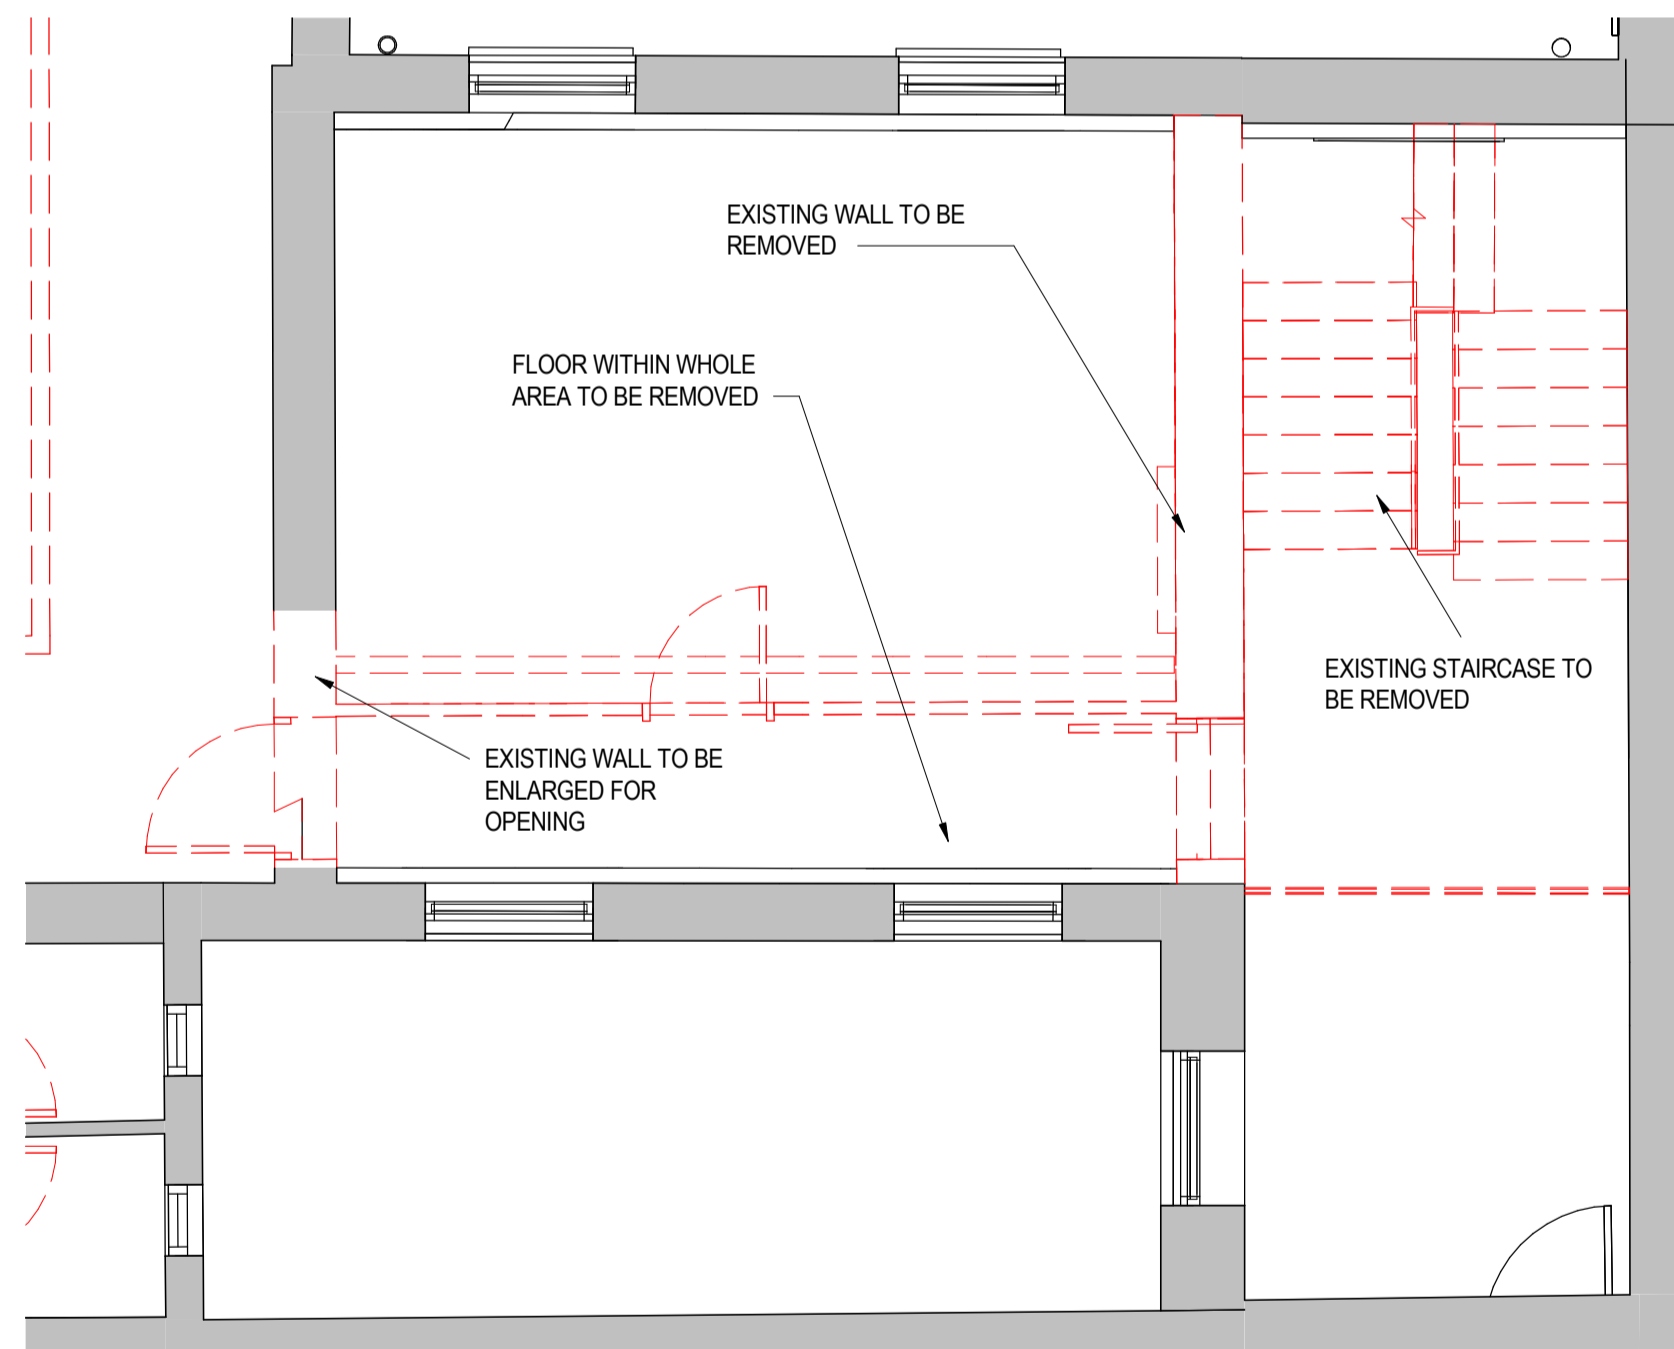 EXISTING WALL TO BE
REMOVED
FLOOR WITHIN WHOLE
AREA TO BE REMOVED
EXISTING STAIRCASE TO
BE REMOVED
EXISTING WALL TO BE
ENLARGED FOR
OPENING